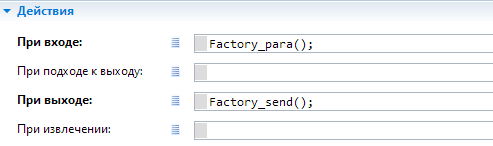 Действия
При входе: Factory_para();
При подходе к выходу:
При выходе: Factory_send();
При извлечении: